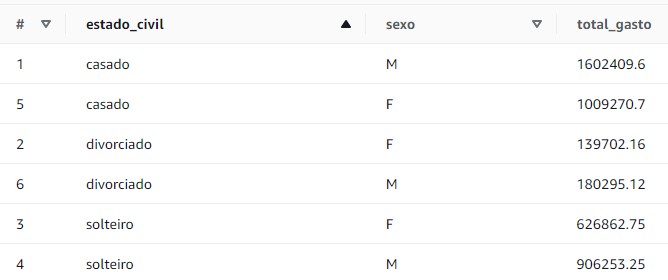 # estado_civil sexo total_gasto
1 casado M 1602409.6
5 casado F 1009270.7
2 divorciado F 139702.16
6 divorciado M 180295.12
3 solteiro F 626862.75
4 solteiro M 906253.25